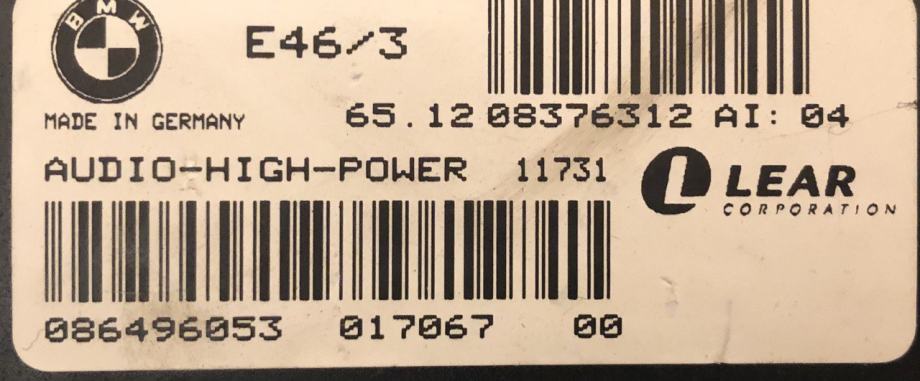 BMW
E46/3
MADE IN GERMANY
65.12 08376312 AI: 04
AUDIO-HIGH-POWER 11731
L LEAR
CORPORATION
086496053 017067 00